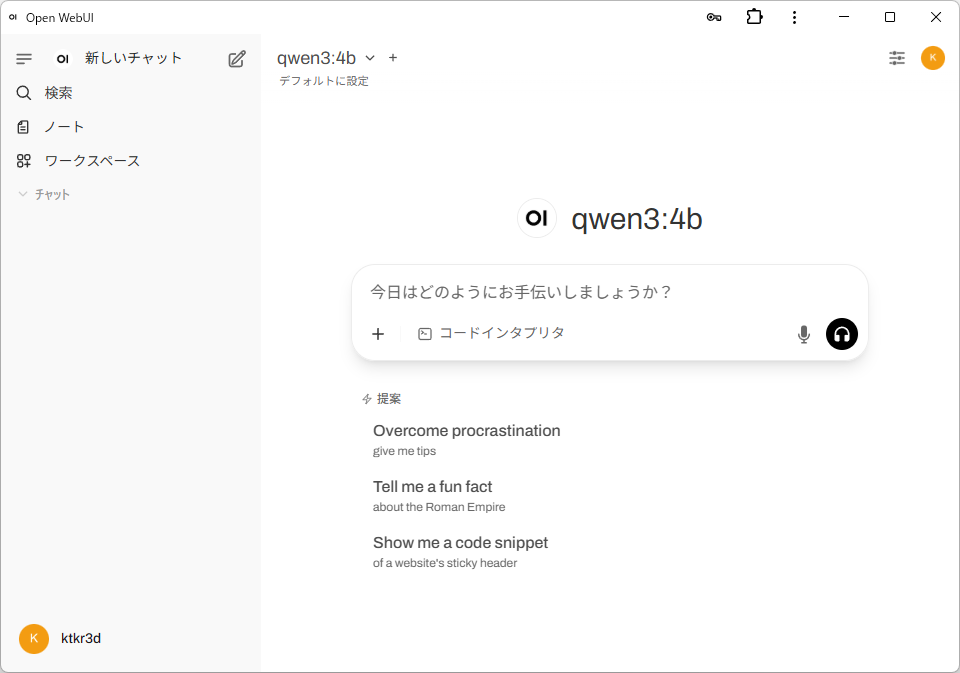 OI Open WebUI
OI 新しいチャット
検索
ノート
ワークスペース
チャット
qwen3:4b
デフォルトに設定
K
OI qwen3:4b
今日はどのようにお手伝いしましょうか？
コードインタプリタ
提案
Overcome procrastination
give me tips
Tell me a fun fact
about the Roman Empire
Show me a code snippet
of a website's sticky header
K ktkr3d